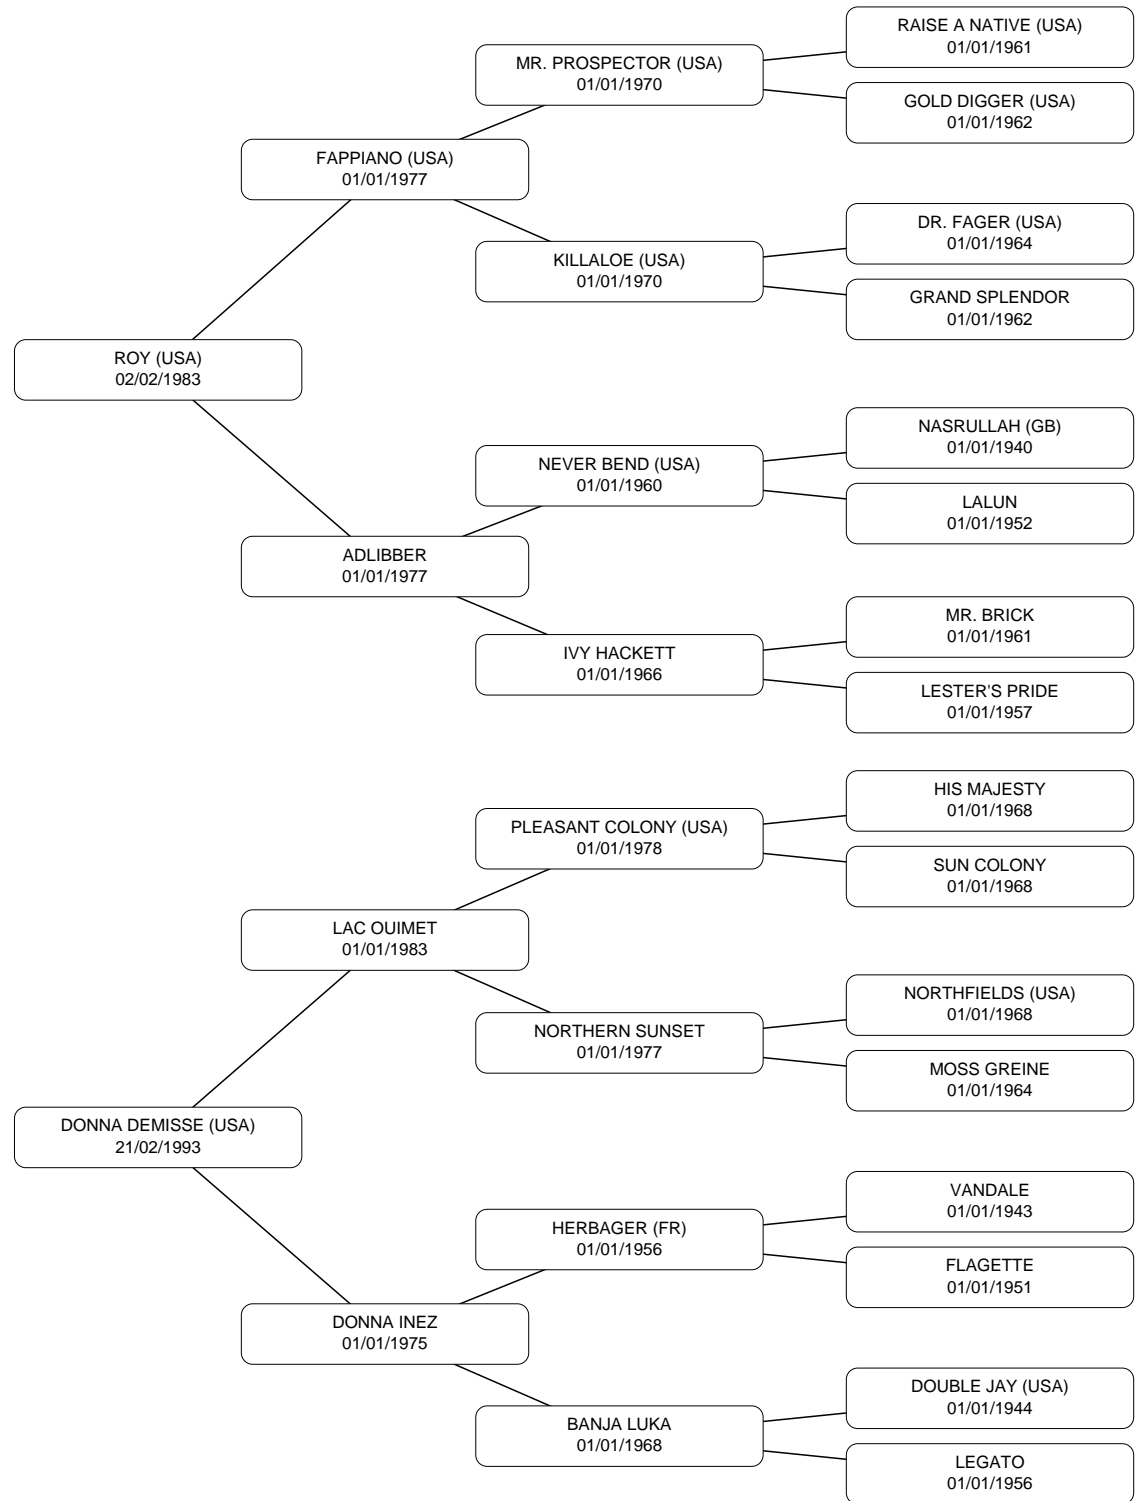 RAISE A NATIVE (USA)
01/01/1961
MR. PROSPECTOR (USA)
01/01/1970
GOLD DIGGER (USA)
01/01/1962
FAPPIANO (USA)
01/01/1977
DR. FAGER (USA)
01/01/1964
KILLALOE (USA)
01/01/1970
GRAND SPLENDOR
01/01/1962
ROY (USA)
02/02/1983
NASRULLAH (GB)
01/01/1940
NEVER BEND (USA)
01/01/1960
LALUN
01/01/1952
ADLIBBER
01/01/1977
MR. BRICK
01/01/1961
IVY HACKETT
01/01/1966
LESTER'S PRIDE
01/01/1957
HIS MAJESTY
01/01/1968
PLEASANT COLONY (USA)
01/01/1978
SUN COLONY
01/01/1968
LAC OUIMET
01/01/1983
NORTHFIELDS (USA)
01/01/1968
NORTHERN SUNSET
01/01/1977
MOSS GREINE
01/01/1964
DONNA DEMISSE (USA)
21/02/1993
VANDALE
01/01/1943
HERBAGER (FR)
01/01/1956
FLAGETTE
01/01/1951
DONNA INEZ
01/01/1975
DOUBLE JAY (USA)
01/01/1944
BANJA LUKA
01/01/1968
LEGATO
01/01/1956